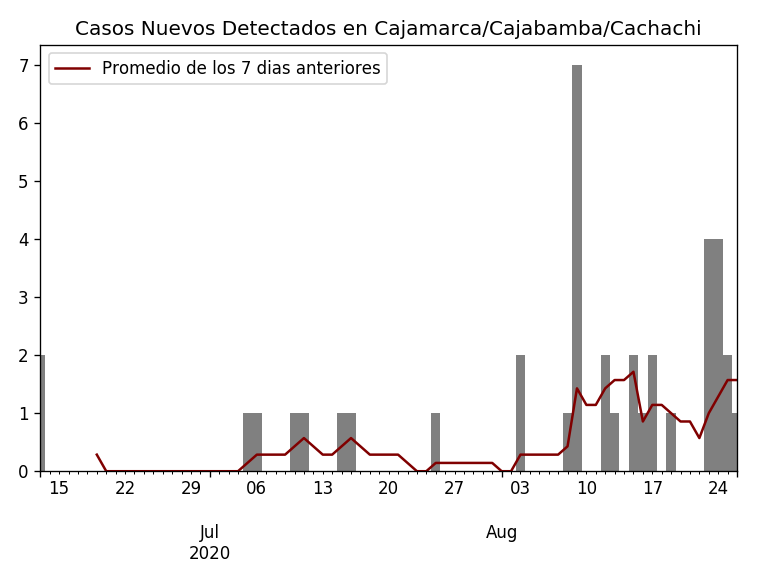 Casos Nuevos Detectados en Cajamarca/Cajabamba/Cachachi
Promedio de los 7 dias anteriores
7
6
5
4
3
2
1
0
15 22 29 06 13 20 27 03 10 17 24
Jul Aug
2020